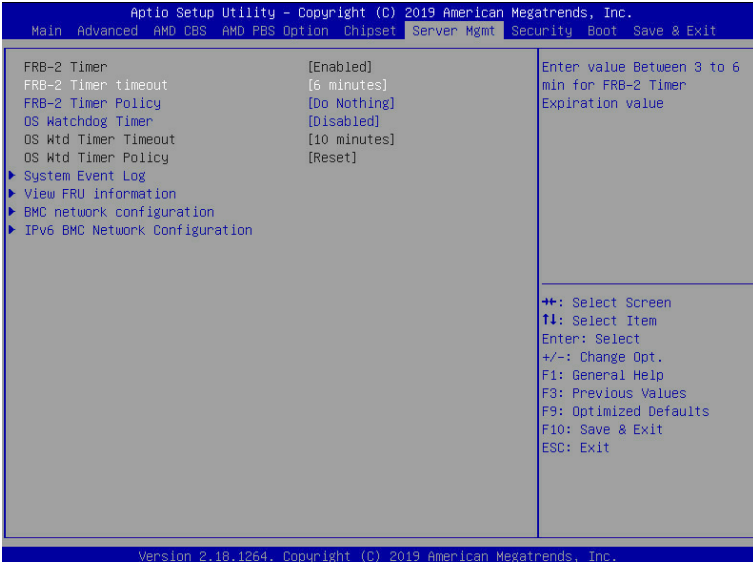 Aptio Setup Utility – Copyright (C) 2019 American Megatrends, Inc.
Main Advanced AMD CBS AMD PBS Option Chipset Server Mgmt Security Boot Save & Exit
FRB-2 Timer [Enabled]
FRB-2 Timer timeout [6 minutes]
FRB-2 Timer Policy [Do Nothing]
OS Watchdog Timer [Disabled]
OS Wtd Timer Timeout [10 minutes]
OS Wtd Timer Policy [Reset]
▶ System Event Log
▶ View FRU information
▶ BMC network configuration
▶ IPv6 BMC Network Configuration
Enter value Between 3 to 6
min for FRB-2 Timer
Expiration value
→←: Select Screen
↑↓: Select Item
Enter: Select
+/-: Change Opt.
F1: General Help
F3: Previous Values
F9: Optimized Defaults
F10: Save & Exit
ESC: Exit
Version 2.18.1264. Copyright (C) 2019 American Megatrends, Inc.